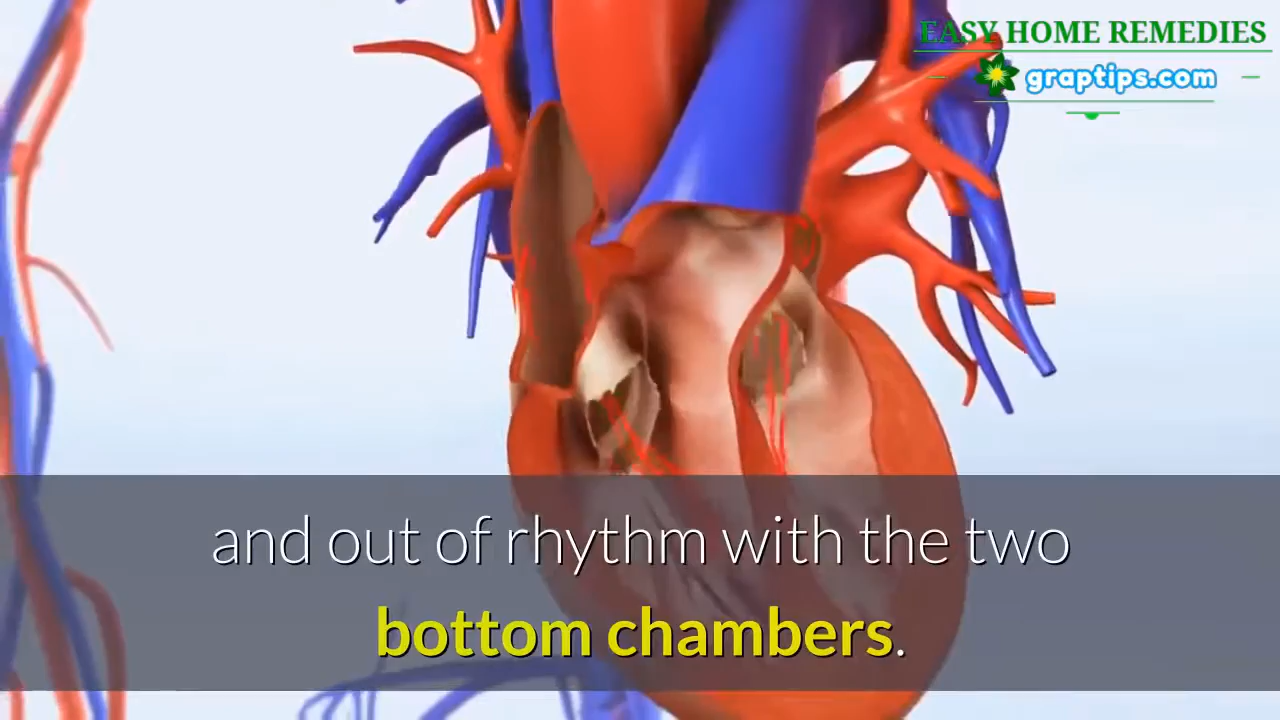 EASY HOME REMEDIES
graptips.com
and out of rhythm with the two
bottom chambers.